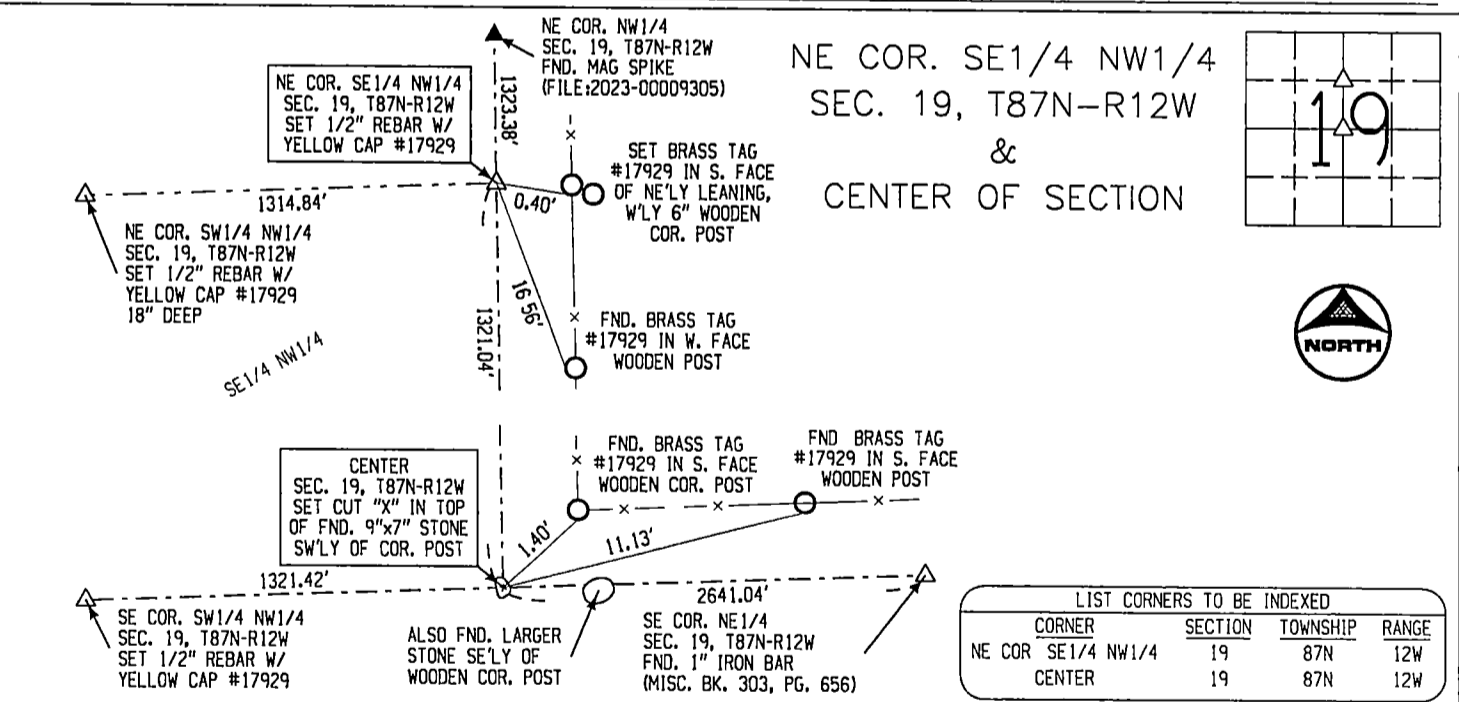 NE COR. NW1/4
SEC. 19, T87N-R12W
FND. MAG SPIKE
(FILE:2023-00009305)
NE COR. SE1/4 NW1/4
SEC. 19, T87N-R12W
SET 1/2" REBAR W/
YELLOW CAP #17929
1323.38'
NE COR. SE1/4 NW1/4
SEC. 19, T87N-R12W
&
CENTER OF SECTION
19
SET BRASS TAG
#17929 IN S. FACE
OF NE'LY LEANING,
W'LY 6" WOODEN
COR. POST
1314.84'
0.40'
NE COR. SW1/4 NW1/4
SEC. 19, T87N-R12W
SET 1/2" REBAR W/
YELLOW CAP #17929
18" DEEP
16 56'
1321.04'
FND. BRASS TAG
#17929 IN W. FACE
WOODEN POST
NORTH
SE1/4 NW1/4
CENTER
SEC. 19, T87N-R12W
SET CUT "X" IN TOP
OF FND. 9"x7" STONE
SW'LY OF COR. POST
FND. BRASS TAG
#17929 IN S. FACE
WOODEN COR. POST
FND BRASS TAG
#17929 IN S. FACE
WOODEN POST
1.40'
11.13'
1321.42'
2641.04'
SE COR. SW1/4 NW1/4
SEC. 19, T87N-R12W
SET 1/2" REBAR W/
YELLOW CAP #17929
ALSO FND. LARGER
STONE SE'LY OF
WOODEN COR. POST
SE COR. NE1/4
SEC. 19, T87N-R12W
FND. 1" IRON BAR
(MISC. BK. 303, PG. 656)
LIST CORNERS TO BE INDEXED
CORNER SECTION TOWNSHIP RANGE
NE COR SE1/4 NW1/4 19 87N 12W
CENTER 19 87N 12W